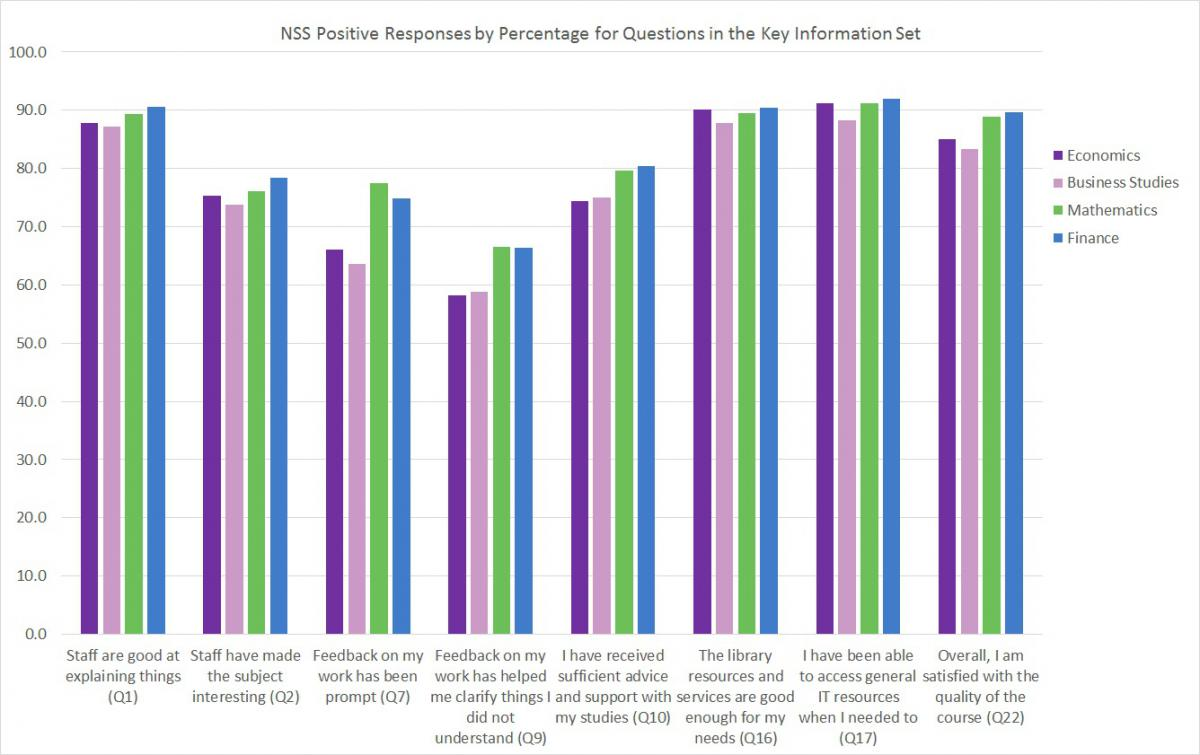 NSS Positive Responses by Percentage for Questions in the Key Information Set
100.0
90.0
80.0
70.0
60.0
50.0
40.0
30.0
20.0
10.0
0.0
Economics
Business Studies
Mathematics
Finance
Staff are good at
explaining things
(Q1)
Staff have made
the subject
interesting (Q2)
Feedback on my
work has been
prompt (Q7)
Feedback on my
work has helped
me clarify things I
did not
understand (Q9)
I have received
sufficient advice
and support with
my studies (Q10)
The library
resources and
services are good
enough for my
needs (Q16)
I have been able
to access general
IT resources
when I needed to
(Q17)
Overall, I am
satisfied with the
quality of the
course (Q22)